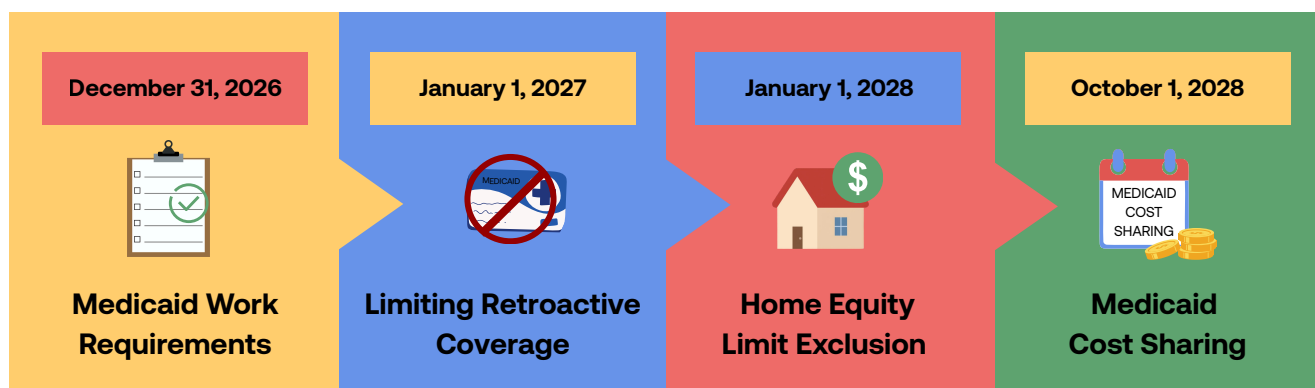 December 31, 2026
January 1, 2027
January 1, 2028
October 1, 2028
MEDICAID
MEDICAID
COST
SHARING
Medicaid Work
Requirements
Limiting Retroactive
Coverage
Home Equity
Limit Exclusion
Medicaid
Cost Sharing
$